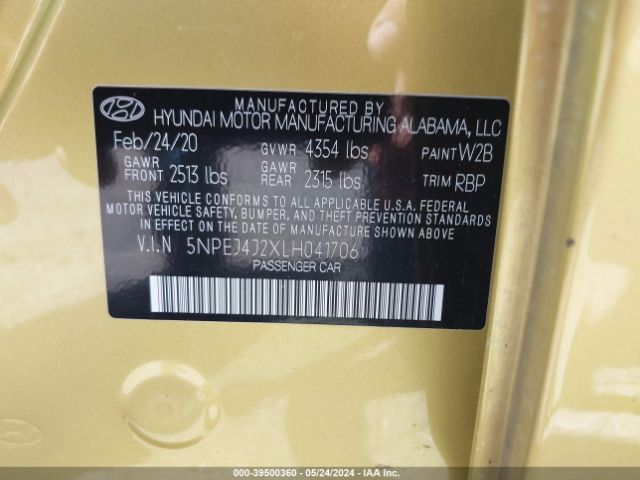 MANUFACTURED BY
HYUNDAI MOTOR MANUFACTURING ALABAMA, LLC
Feb/24/20 GVWR 4354 lbs PAINT W2B
GAWR FRONT 2513 lbs GAWR REAR 2315 lbs TRIM RBP
THIS VEHICLE CONFORMS TO ALL APPLICABLE U.S.A. FEDERAL
MOTOR VEHICLE SAFETY, BUMPER, AND THEFT PREVENTION STANDARDS
IN EFFECT ON THE DATE OF MANUFACTURE SHOWN ABOVE.
V.I.N 5NPEJ4J2XLH041706
PASSENGER CAR
000-39500360 - 05/24/2024 - IAA Inc.